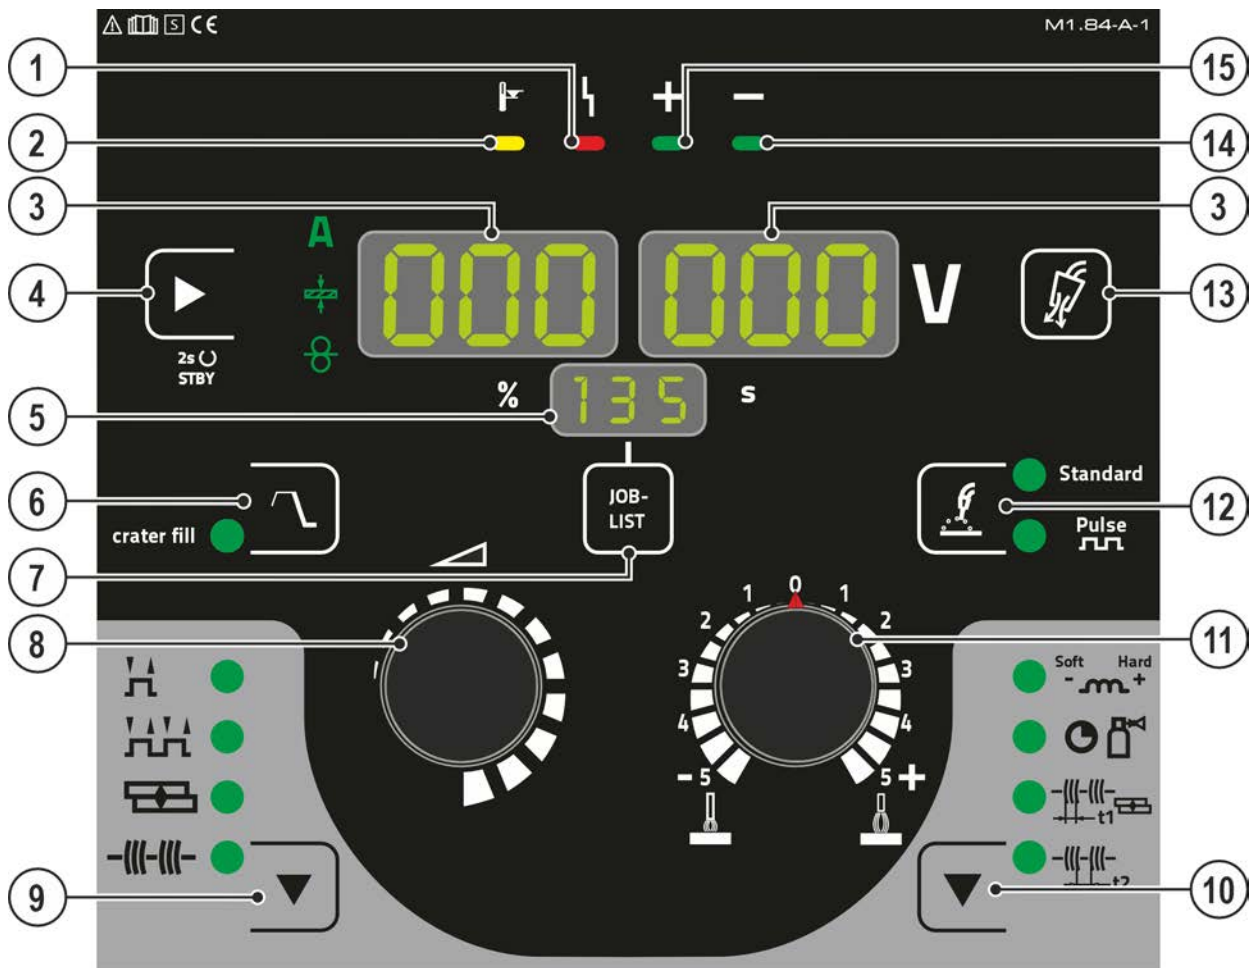 S CE M1.84-A-1
1 15
+ -
2 14
3 3
A
4 000 000 V 13
2s
STBY
% 135 s
5
JOB-
LIST
6 12
Standard
crater fill
Pulse
7
0
1 1
8 2 2 11
Soft Hard
- +
3 3
4 4
- 5 5 +
t1
t2
9 10